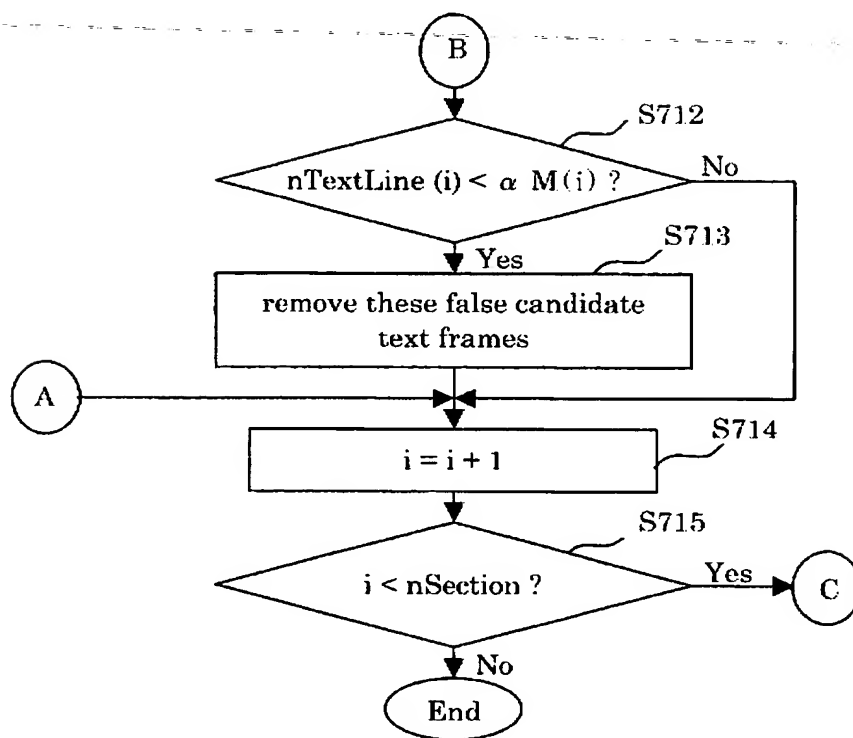 B
S712
nTextLine (i) < α M(i) ?
No
Yes
S713
remove these false candidate
text frames
A
S714
i = i + 1
S715
i < nSection ?
Yes
C
No
End